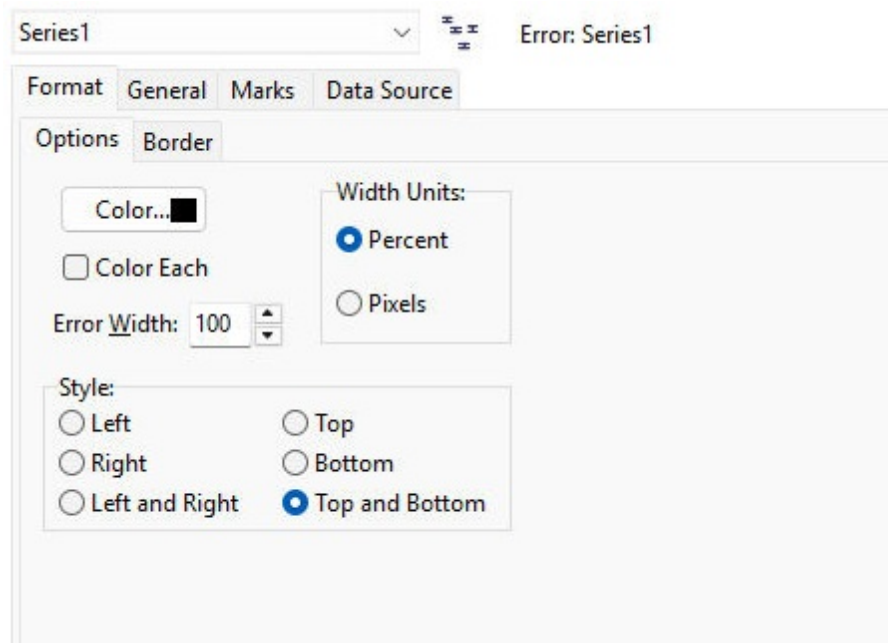 Series1 Error: Series1
Format General Marks Data Source
Options Border
Color...
Width Units:
Percent
Color Each
Pixels
Error Width: 100
Style:
Left Top
Right Bottom
Left and Right Top and Bottom